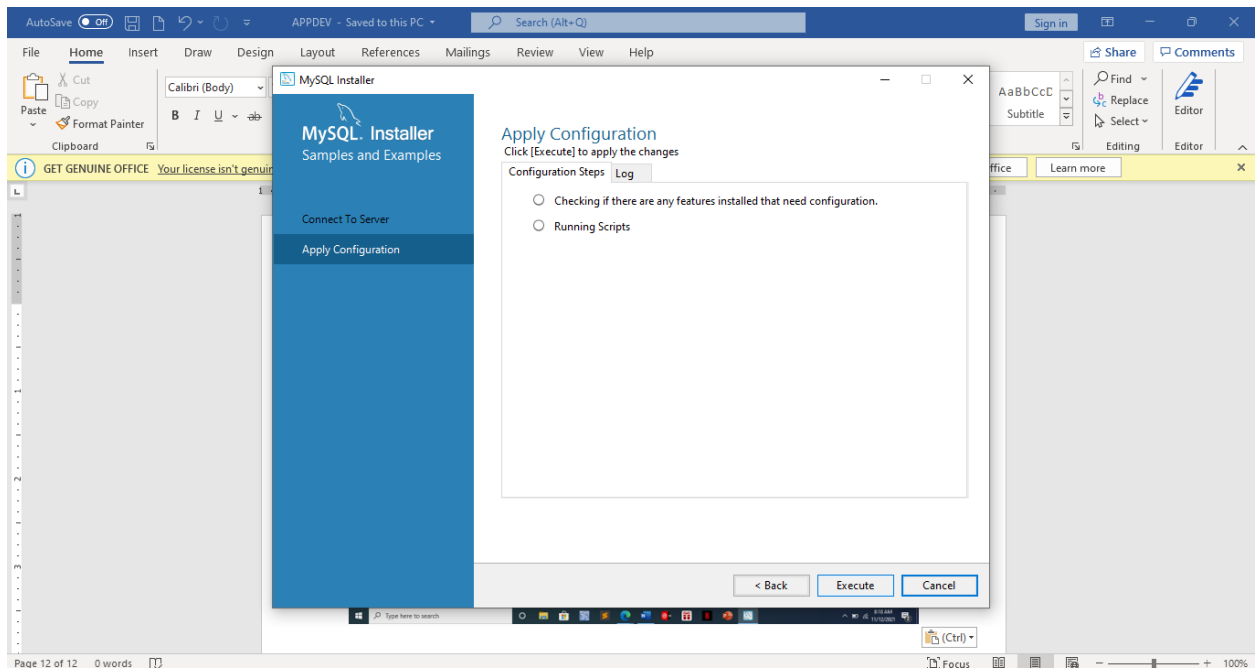 AutoSave Off APPDEV - Saved to this PC Search (Alt+Q) Sign in
File Home Insert Draw Design Layout References Mailings Review View Help Share Comments
Paste
Cut
Copy
Format Painter
Clipboard
Calibri (Body)
B I U ab
AaBbCcD
Subtitle
Find
Replace
Select
Editing
Editor
Editor
GET GENUINE OFFICE Your license isn't genuin
ffice
Learn more
MySQL Installer
MySQL. Installer
Samples and Examples
Connect To Server
Apply Configuration
Apply Configuration
Click [Execute] to apply the changes
Configuration Steps Log
Checking if there are any features installed that need configuration.
Running Scripts
< Back Execute Cancel
Type here to search
11/12/2021
(Ctrl)
Page 12 of 12 0 words Focus 100%